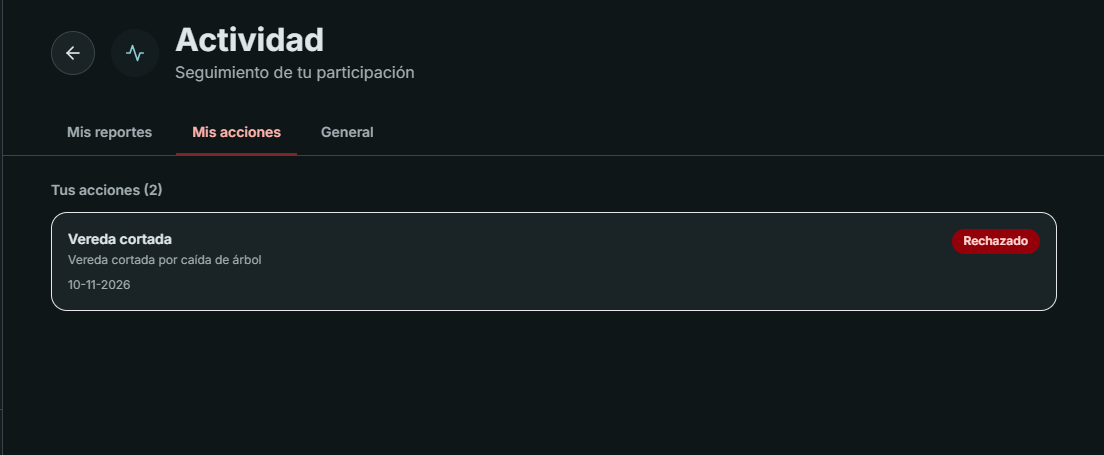 Actividad
Seguimiento de tu participación
Mis reportes Mis acciones General
Tus acciones (2)
Vereda cortada Rechazado
Vereda cortada por caída de árbol
10-11-2026